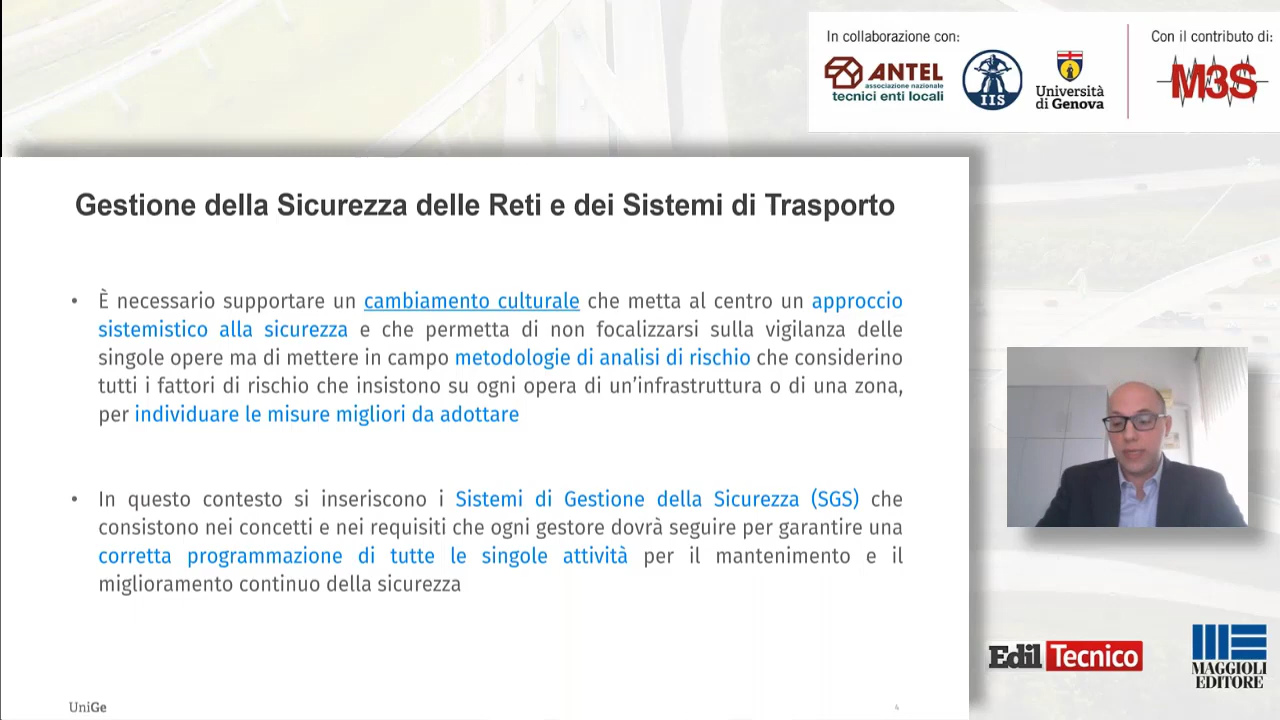 In collaborazione con:
Con il contributo di:
ANTEL
associazione nazionale
tecnici enti locali
IIS
Università
di Genova
M3S
Gestione della Sicurezza delle Reti e dei Sistemi di Trasporto
• È necessario supportare un cambiamento culturale che metta al centro un approccio
sistemistico alla sicurezza e che permetta di non focalizzarsi sulla vigilanza delle
singole opere ma di mettere in campo metodologie di analisi di rischio che considerino
tutti i fattori di rischio che insistono su ogni opera di un'infrastruttura o di una zona,
per individuare le misure migliori da adottare
• In questo contesto si inseriscono i Sistemi di Gestione della Sicurezza (SGS) che
consistono nei concetti e nei requisiti che ogni gestore dovrà seguire per garantire una
corretta programmazione di tutte le singole attività per il mantenimento e il
miglioramento continuo della sicurezza
UniGe
4
EdilTecnico
MAGGIOLI
EDITORE